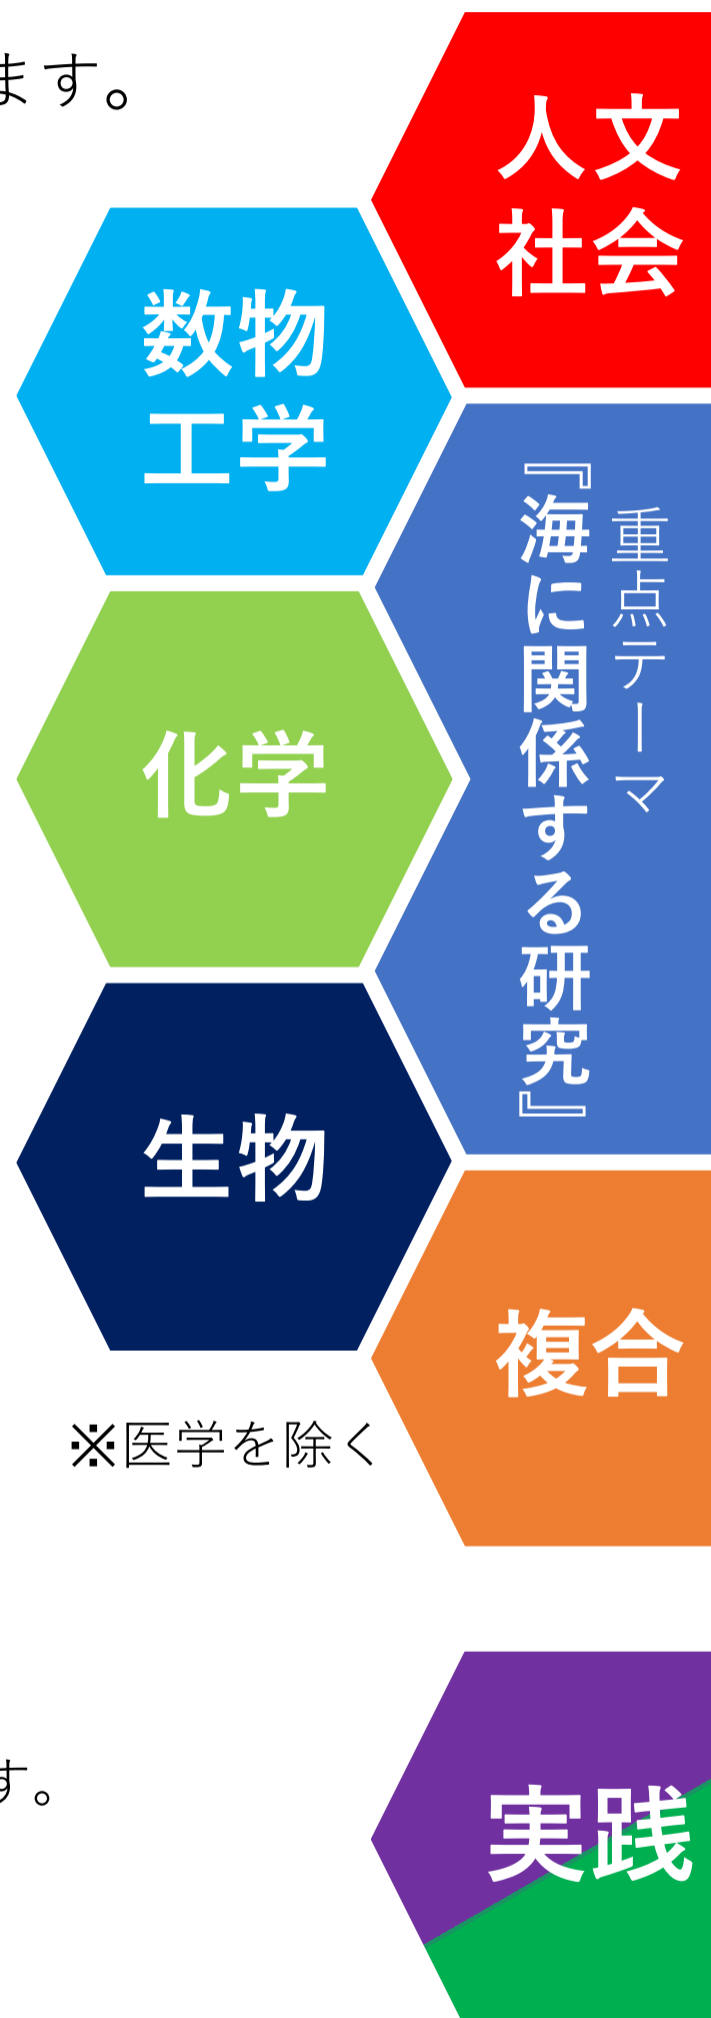 ます。
人文
社会
数物
工学
重点テーマ
『海に関係する研究』
化学
生物
複合
※医学を除く
す。
実践